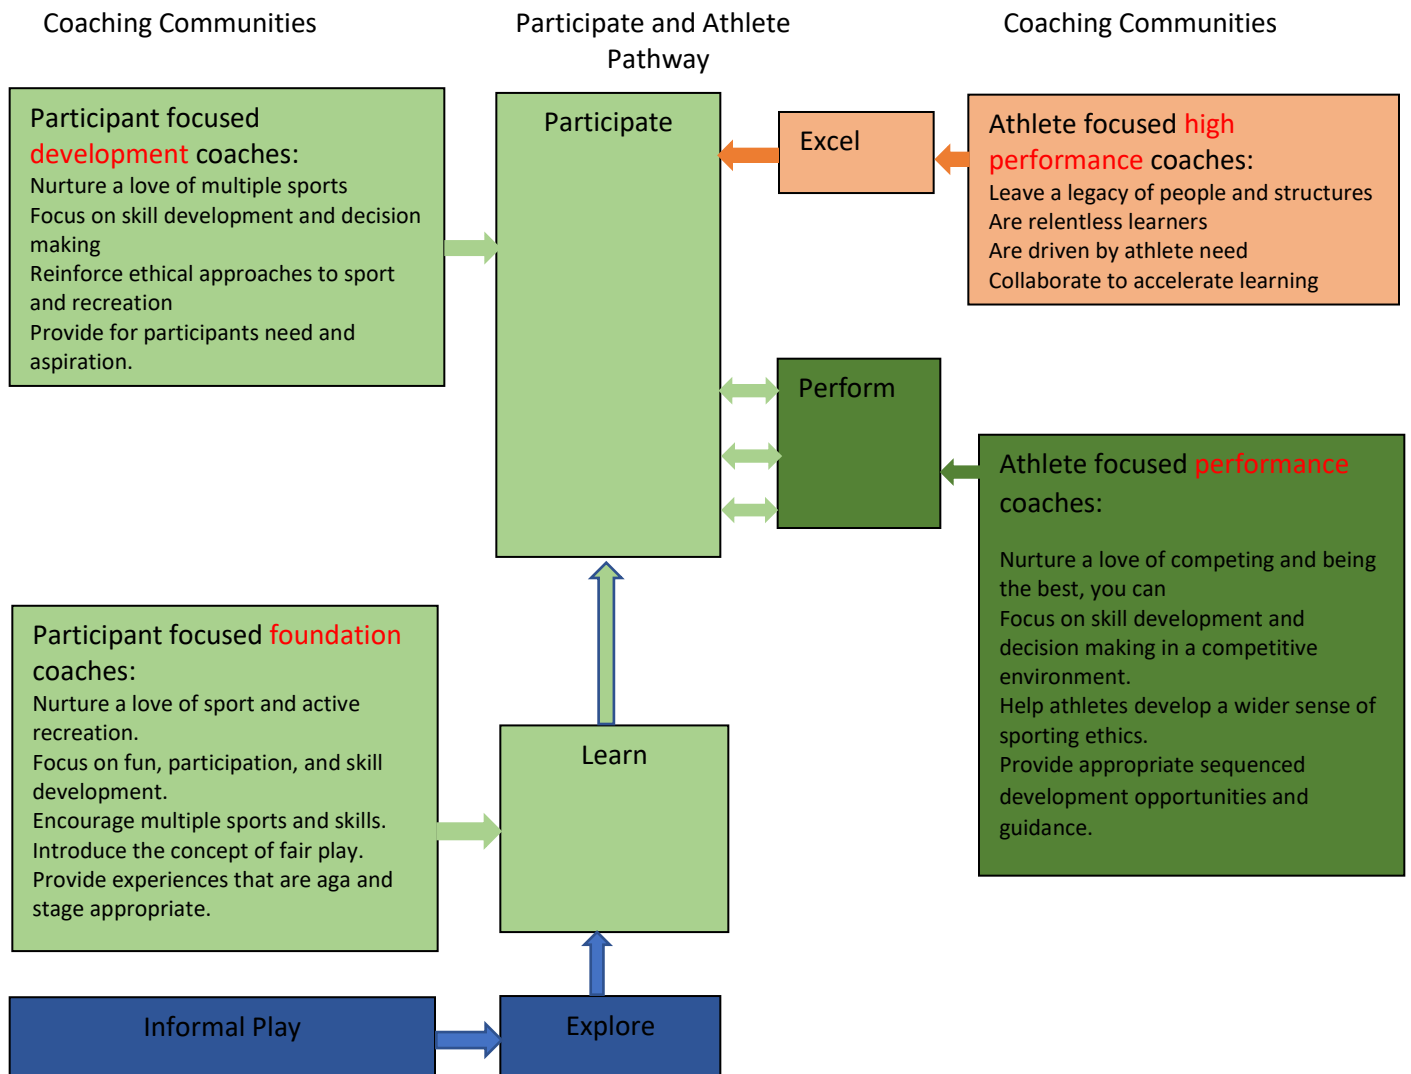 Coaching Communities
Participate and Athlete
Pathway
Coaching Communities
Participant focused
development coaches:
Nurture a love of multiple sports
Focus on skill development and decision
making
Reinforce ethical approaches to sport
and recreation
Provide for participants need and
aspiration.
Participate
Excel
Athlete focused high
performance coaches:
Leave a legacy of people and structures
Are relentless learners
Are driven by athlete need
Collaborate to accelerate learning
Perform
Athlete focused performance
coaches:
Nurture a love of competing and being
the best, you can
Focus on skill development and
decision making in a competitive
environment.
Help athletes develop a wider sense of
sporting ethics.
Provide appropriate sequenced
development opportunities and
guidance.
Participant focused foundation
coaches:
Nurture a love of sport and active
recreation.
Focus on fun, participation, and skill
development.
Encourage multiple sports and skills.
Introduce the concept of fair play.
Provide experiences that are aga and
stage appropriate.
Learn
Informal Play
Explore